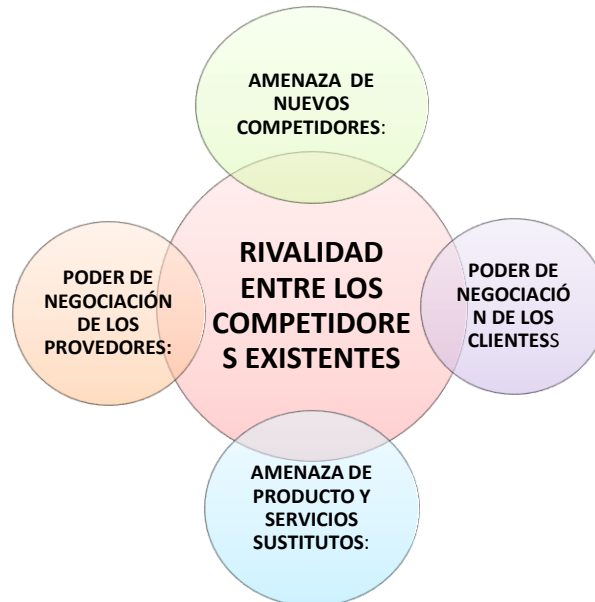 AMENAZA DE
NUEVOS
COMPETIDORES:
RIVALIDAD
ENTRE LOS
COMPETIDORE
S EXISTENTES
PODER DE
NEGOCIACIÓN
DE LOS
PROVEDORES:
PODER DE
NEGOCIACIÓ
N DE LOS
CLIENTESS
AMENAZA DE
PRODUCTO Y
SERVICIOS
SUSTITUTOS: